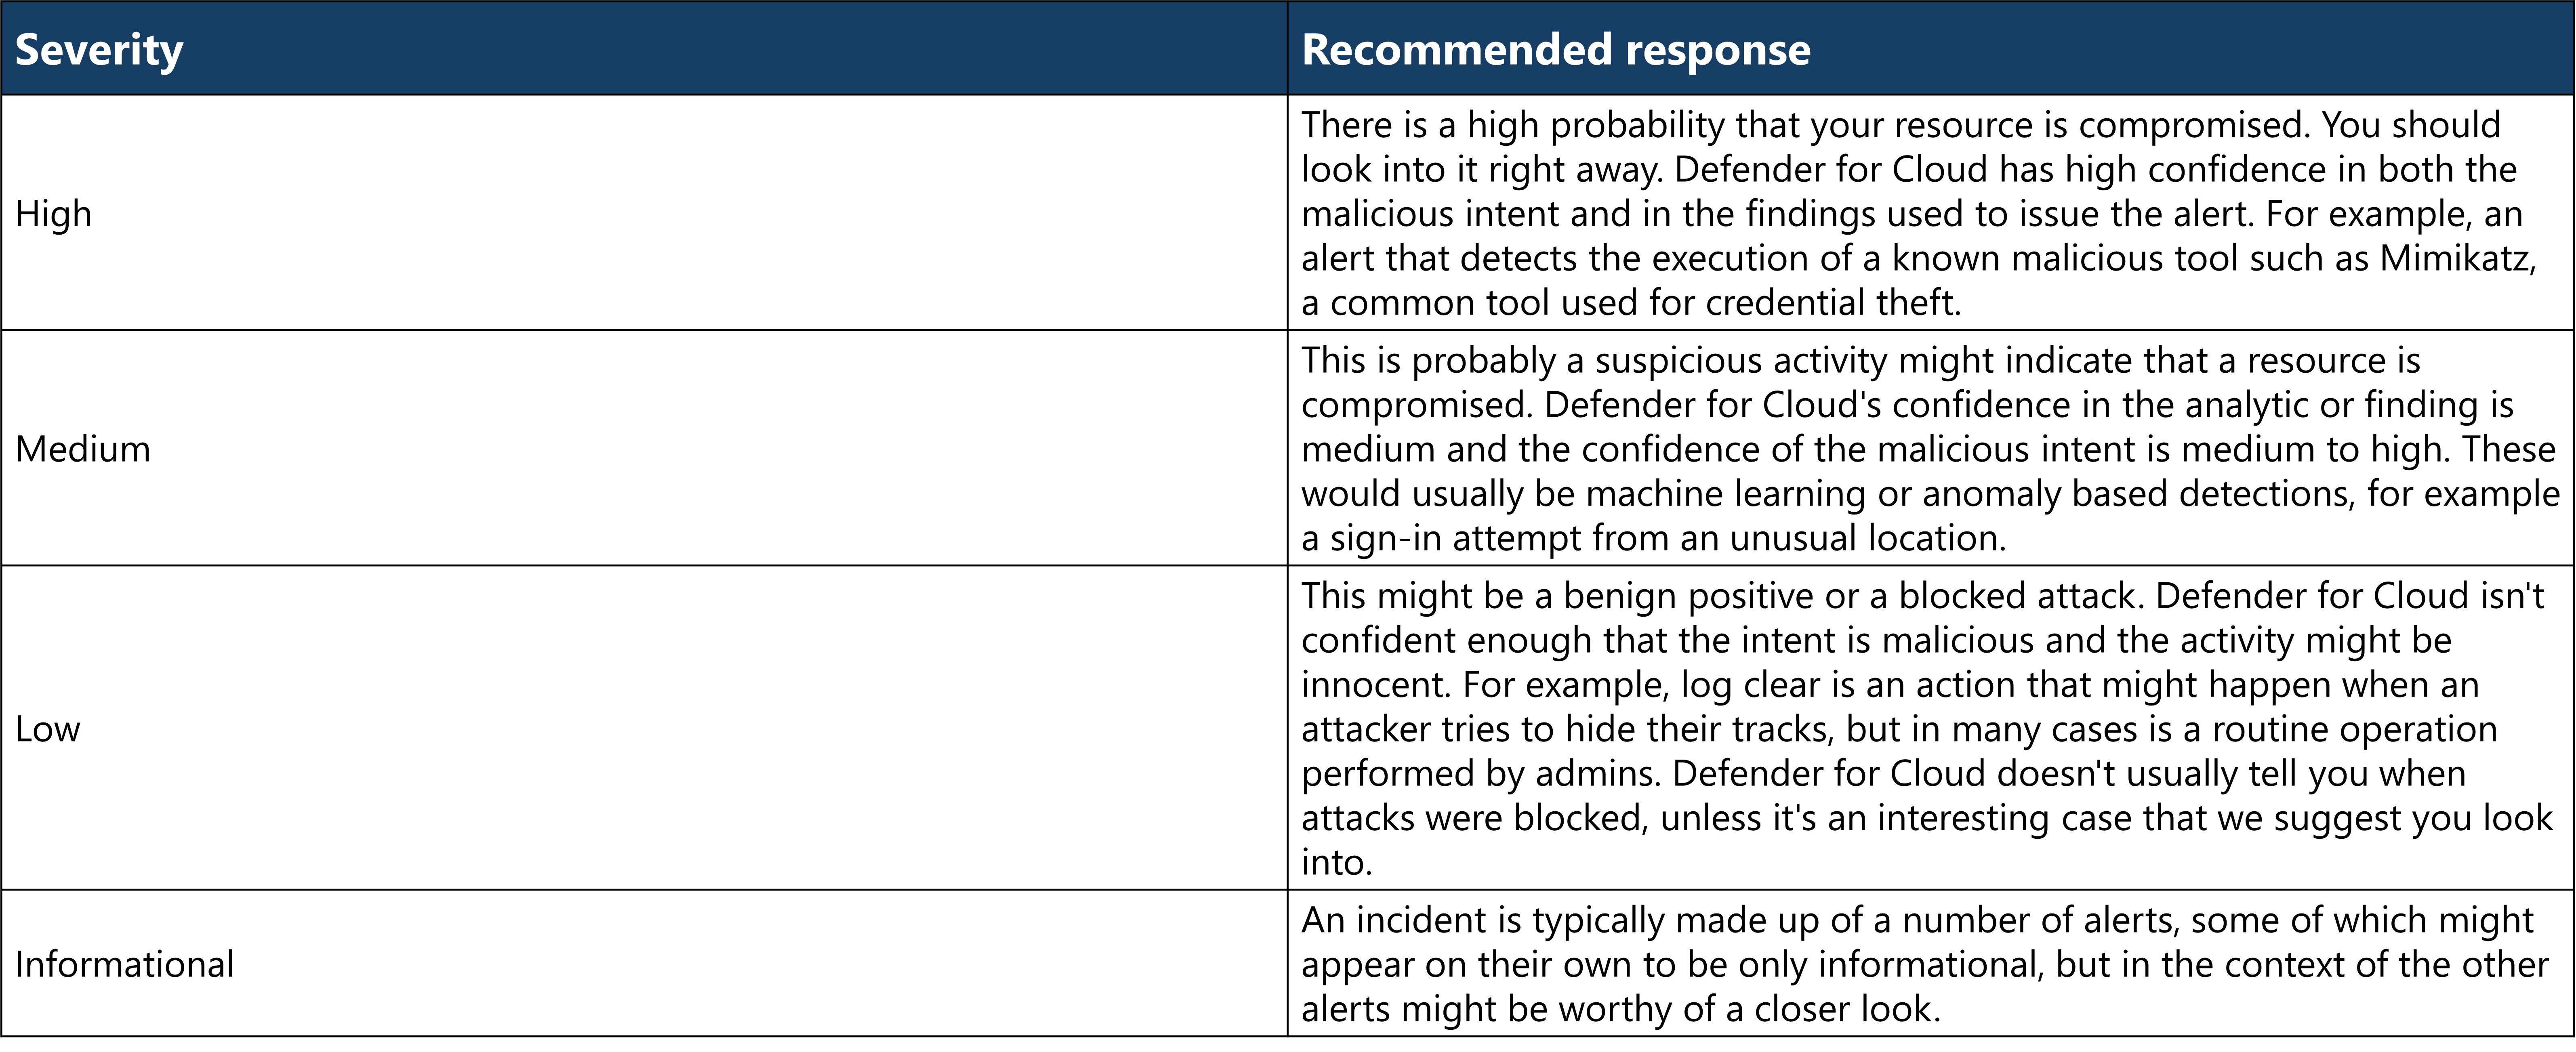 Severity
Recommended response
High
There is a high probability that your resource is compromised. You should
look into it right away. Defender for Cloud has high confidence in both the
malicious intent and in the findings used to issue the alert. For example, an
alert that detects the execution of a known malicious tool such as Mimikatz,
a common tool used for credential theft.
Medium
This is probably a suspicious activity might indicate that a resource is
compromised. Defender for Cloud's confidence in the analytic or finding is
medium and the confidence of the malicious intent is medium to high. These
would usually be machine learning or anomaly based detections, for example
a sign-in attempt from an unusual location.
Low
This might be a benign positive or a blocked attack. Defender for Cloud isn't
confident enough that the intent is malicious and the activity might be
innocent. For example, log clear is an action that might happen when an
attacker tries to hide their tracks, but in many cases is a routine operation
performed by admins. Defender for Cloud doesn't usually tell you when
attacks were blocked, unless it's an interesting case that we suggest you look
into.
Informational
An incident is typically made up of a number of alerts, some of which might
appear on their own to be only informational, but in the context of the other
alerts might be worthy of a closer look.